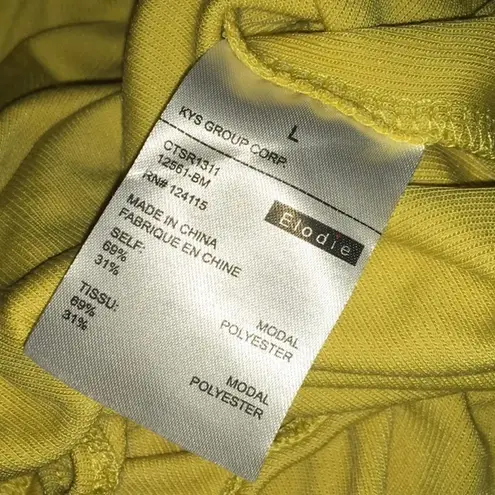 L
KYS GROUP CORP.
CTSR1311
12561-BM
RN# 124115
Elodie
MADE IN CHINA
FABRIQUE EN CHINE
SELF:
69% MODAL
31% POLYESTER
TISSU:
69% MODAL
31% POLYESTER